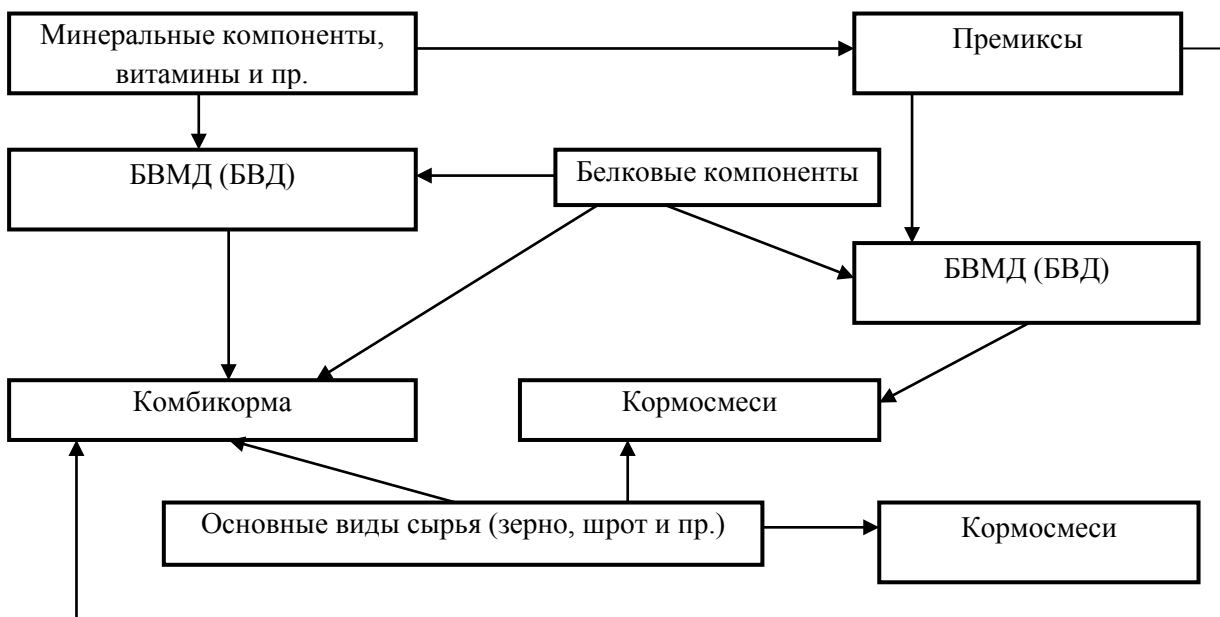 Минеральные компоненты,
витамины и пр.
Премиксы
БВМД (БВД)
Белковые компоненты
БВМД (БВД)
Комбикорма
Кормосмеси
Основные виды сырья (зерно, шрот и пр.)
Кормосмеси